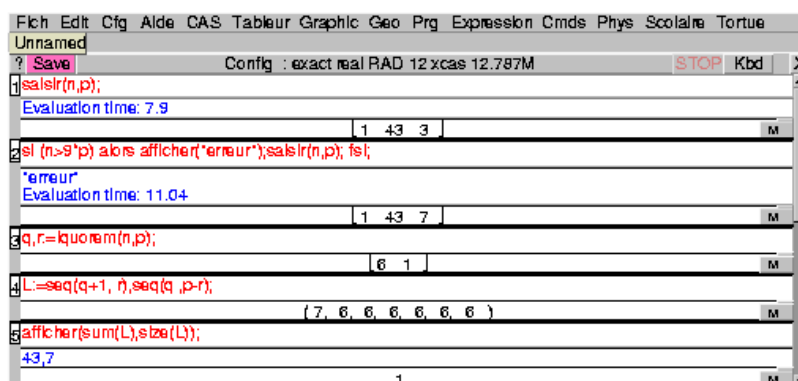 Fich Edit Cfg Aide CAS Tableur Graphic Geo Prg Expression Cmds Phys Scolaire Tortue
Unnamed
? Save Config : exact real RAD 12 xcas 12.797M STOP Kbd X
1 saisir(n,p);
Evaluation time: 7.9
[ 1 43 3 ] M
2 si (n>9*p) alors afficher("erreur");saisir(n,p); fsi;
"erreur"
Evaluation time: 11.04
[ 1 43 7 ] M
3 q,r:=iquorem(n,p);
[ 6 1 ] M
4 L:=seq(q+1, r),seq(q ,p-r);
( 7, 6, 6, 6, 6, 6, 6 ) M
5 afficher(sum(L),size(L));
43,7
1 M